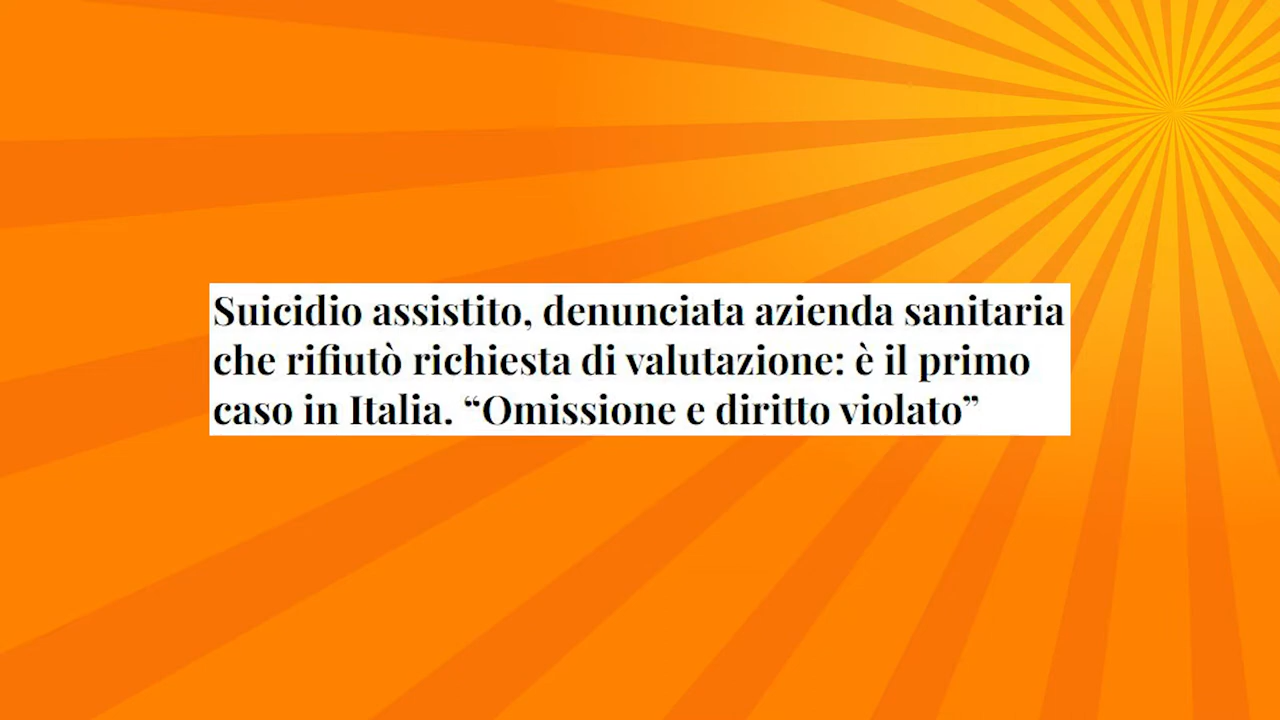 Suicidio assistito, denunciata azienda sanitaria
che rifiutò richiesta di valutazione: è il primo
caso in Italia. “Omissione e diritto violato”